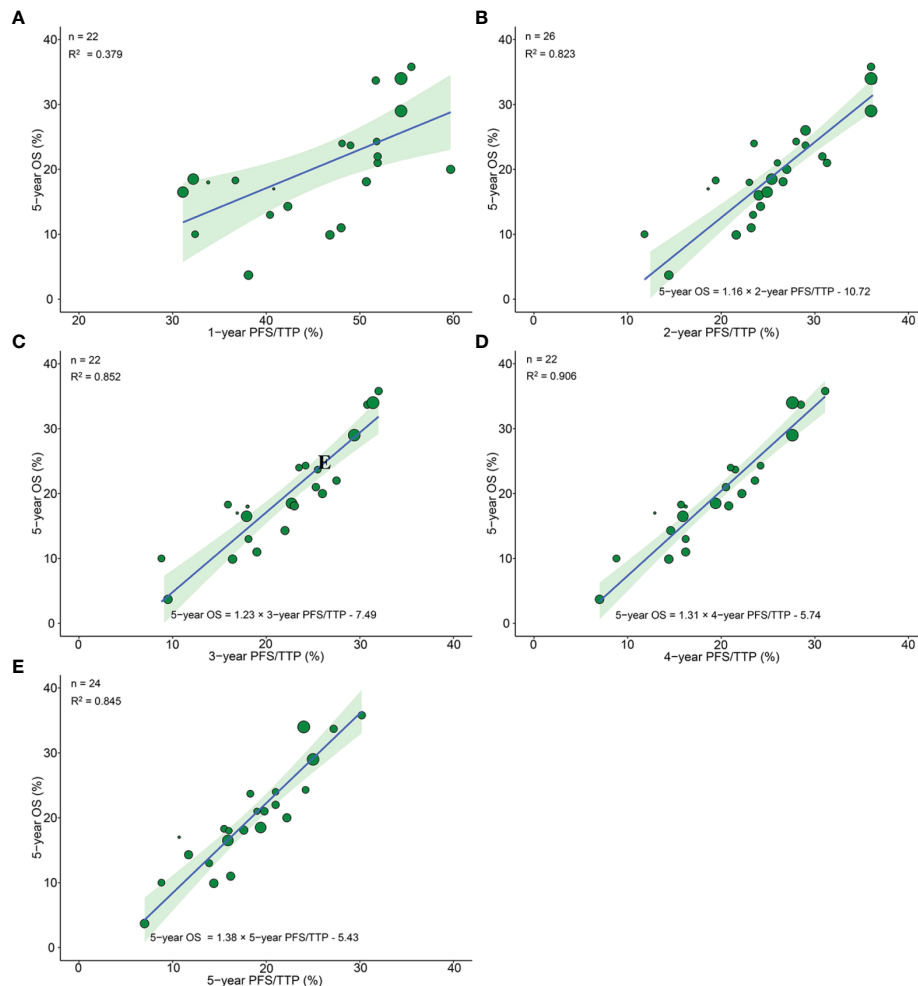 A
n = 22
R² = 0.379
5-year OS (%)
40
30
20
10
0
20 30 40 50 60
1-year PFS/TTP (%)
B
n = 26
R² = 0.823
5-year OS (%)
40
30
20
10
0
5-year OS = 1.16 × 2-year PFS/TTP - 10.72
0 10 20 30 40
2-year PFS/TTP (%)
C
n = 22
R² = 0.852
5-year OS (%)
40
30
20
10
0
E
5-year OS = 1.23 × 3-year PFS/TTP - 7.49
0 10 20 30 40
3-year PFS/TTP (%)
D
n = 22
R² = 0.906
5-year OS (%)
40
30
20
10
0
5-year OS = 1.31 × 4-year PFS/TTP - 5.74
0 10 20 30 40
4-year PFS/TTP (%)
E
n = 24
R² = 0.845
5-year OS (%)
40
30
20
10
0
5-year OS = 1.38 × 5-year PFS/TTP - 5.43
0 10 20 30 40
5-year PFS/TTP (%)